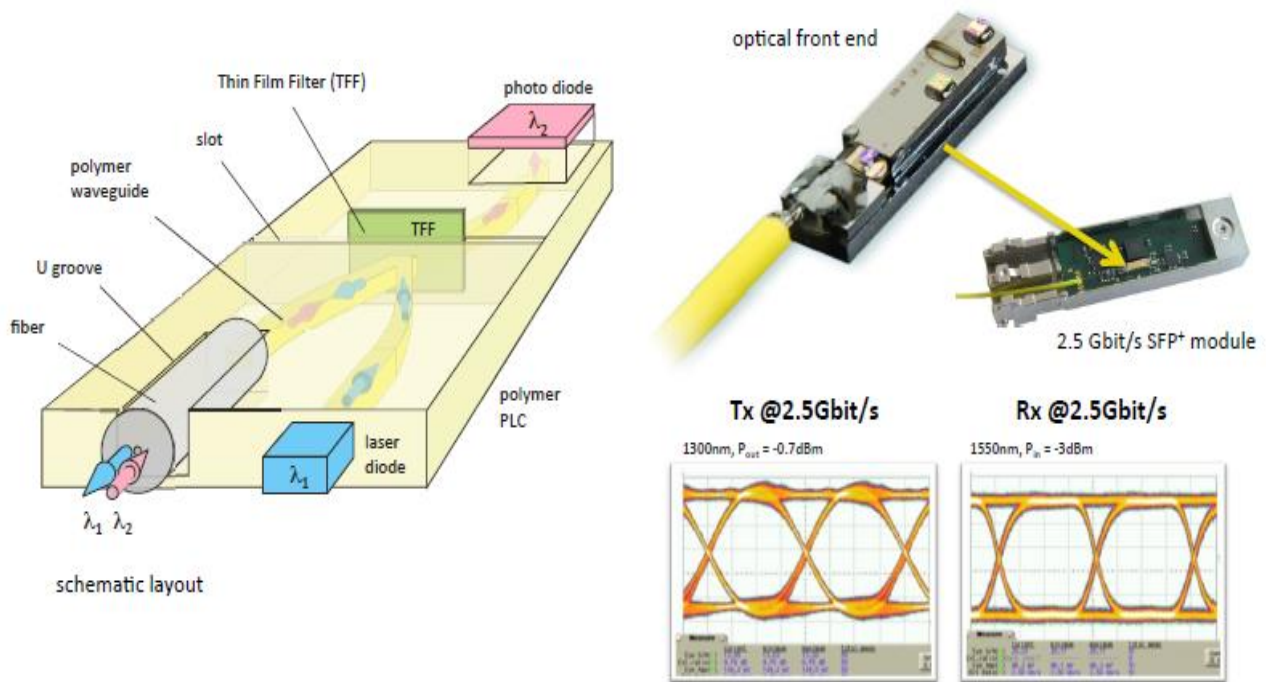 optical front end
Thin Film Filter (TFF)
photo diode
λ2
slot
polymer
waveguide
TFF
U groove
fiber
2.5 Gbit/s SFP+ module
polymer
PLC
laser
diode
λ1
λ1 λ2
schematic layout
Tx @2.5Gbit/s
1300nm, Pout = -0.7dBm
Rx @2.5Gbit/s
1550nm, Pin = -3dBm
Measure
Measure